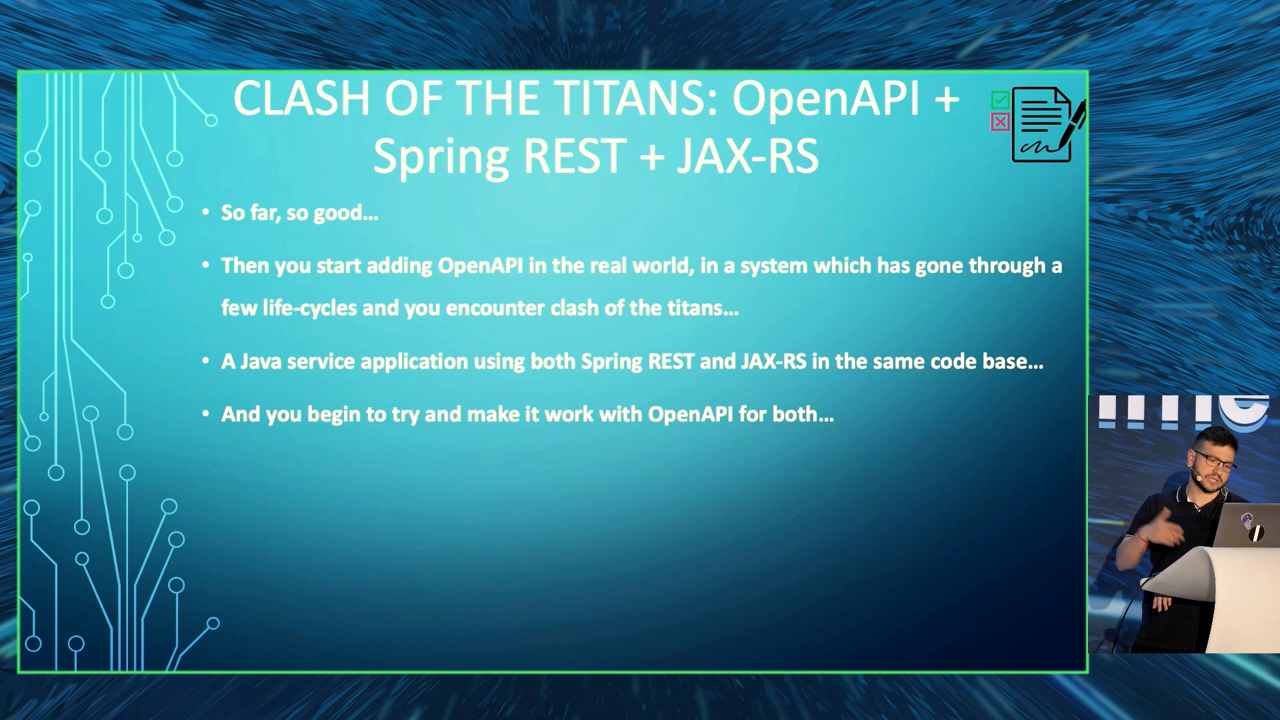 CLASH OF THE TITANS: OpenAPI +
Spring REST + JAX-RS
• So far, so good...
• Then you start adding OpenAPI in the real world, in a system which has gone through a
few life-cycles and you encounter clash of the titans...
• A Java service application using both Spring REST and JAX-RS in the same code base...
• And you begin to try and make it work with OpenAPI for both...